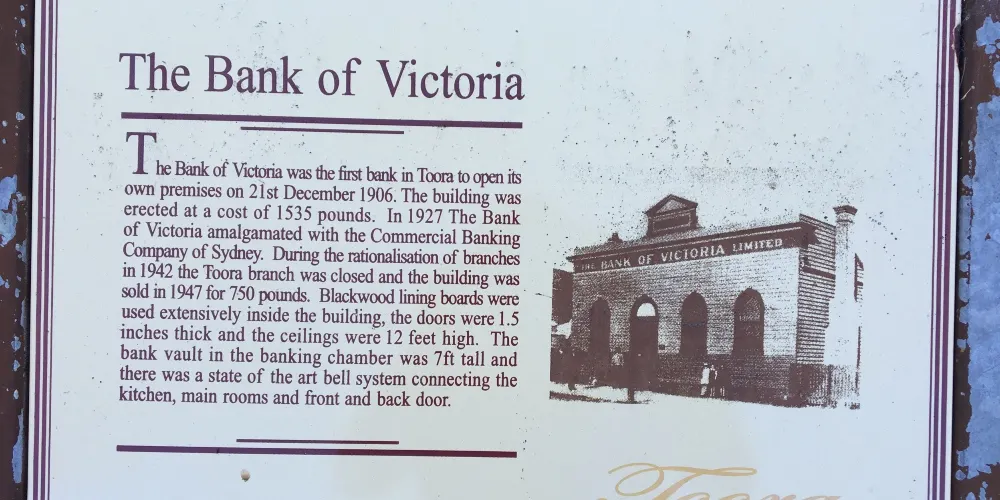 The Bank of Victoria
The Bank of Victoria was the first bank in Toora to open its
own premises on 21st December 1906. The building was
erected at a cost of 1535 pounds. In 1927 The Bank
of Victoria amalgamated with the Commercial Banking
Company of Sydney. During the rationalisation of branches
in 1942 the Toora branch was closed and the building was
sold in 1947 for 750 pounds. Blackwood lining boards were
used extensively inside the building, the doors were 1.5
inches thick and the ceilings were 12 feet high. The
bank vault in the banking chamber was 7ft tall and
there was a state of the art bell system connecting the
kitchen, main rooms and front and back door.
THE BANK OF VICTORIA LIMITED
Toora